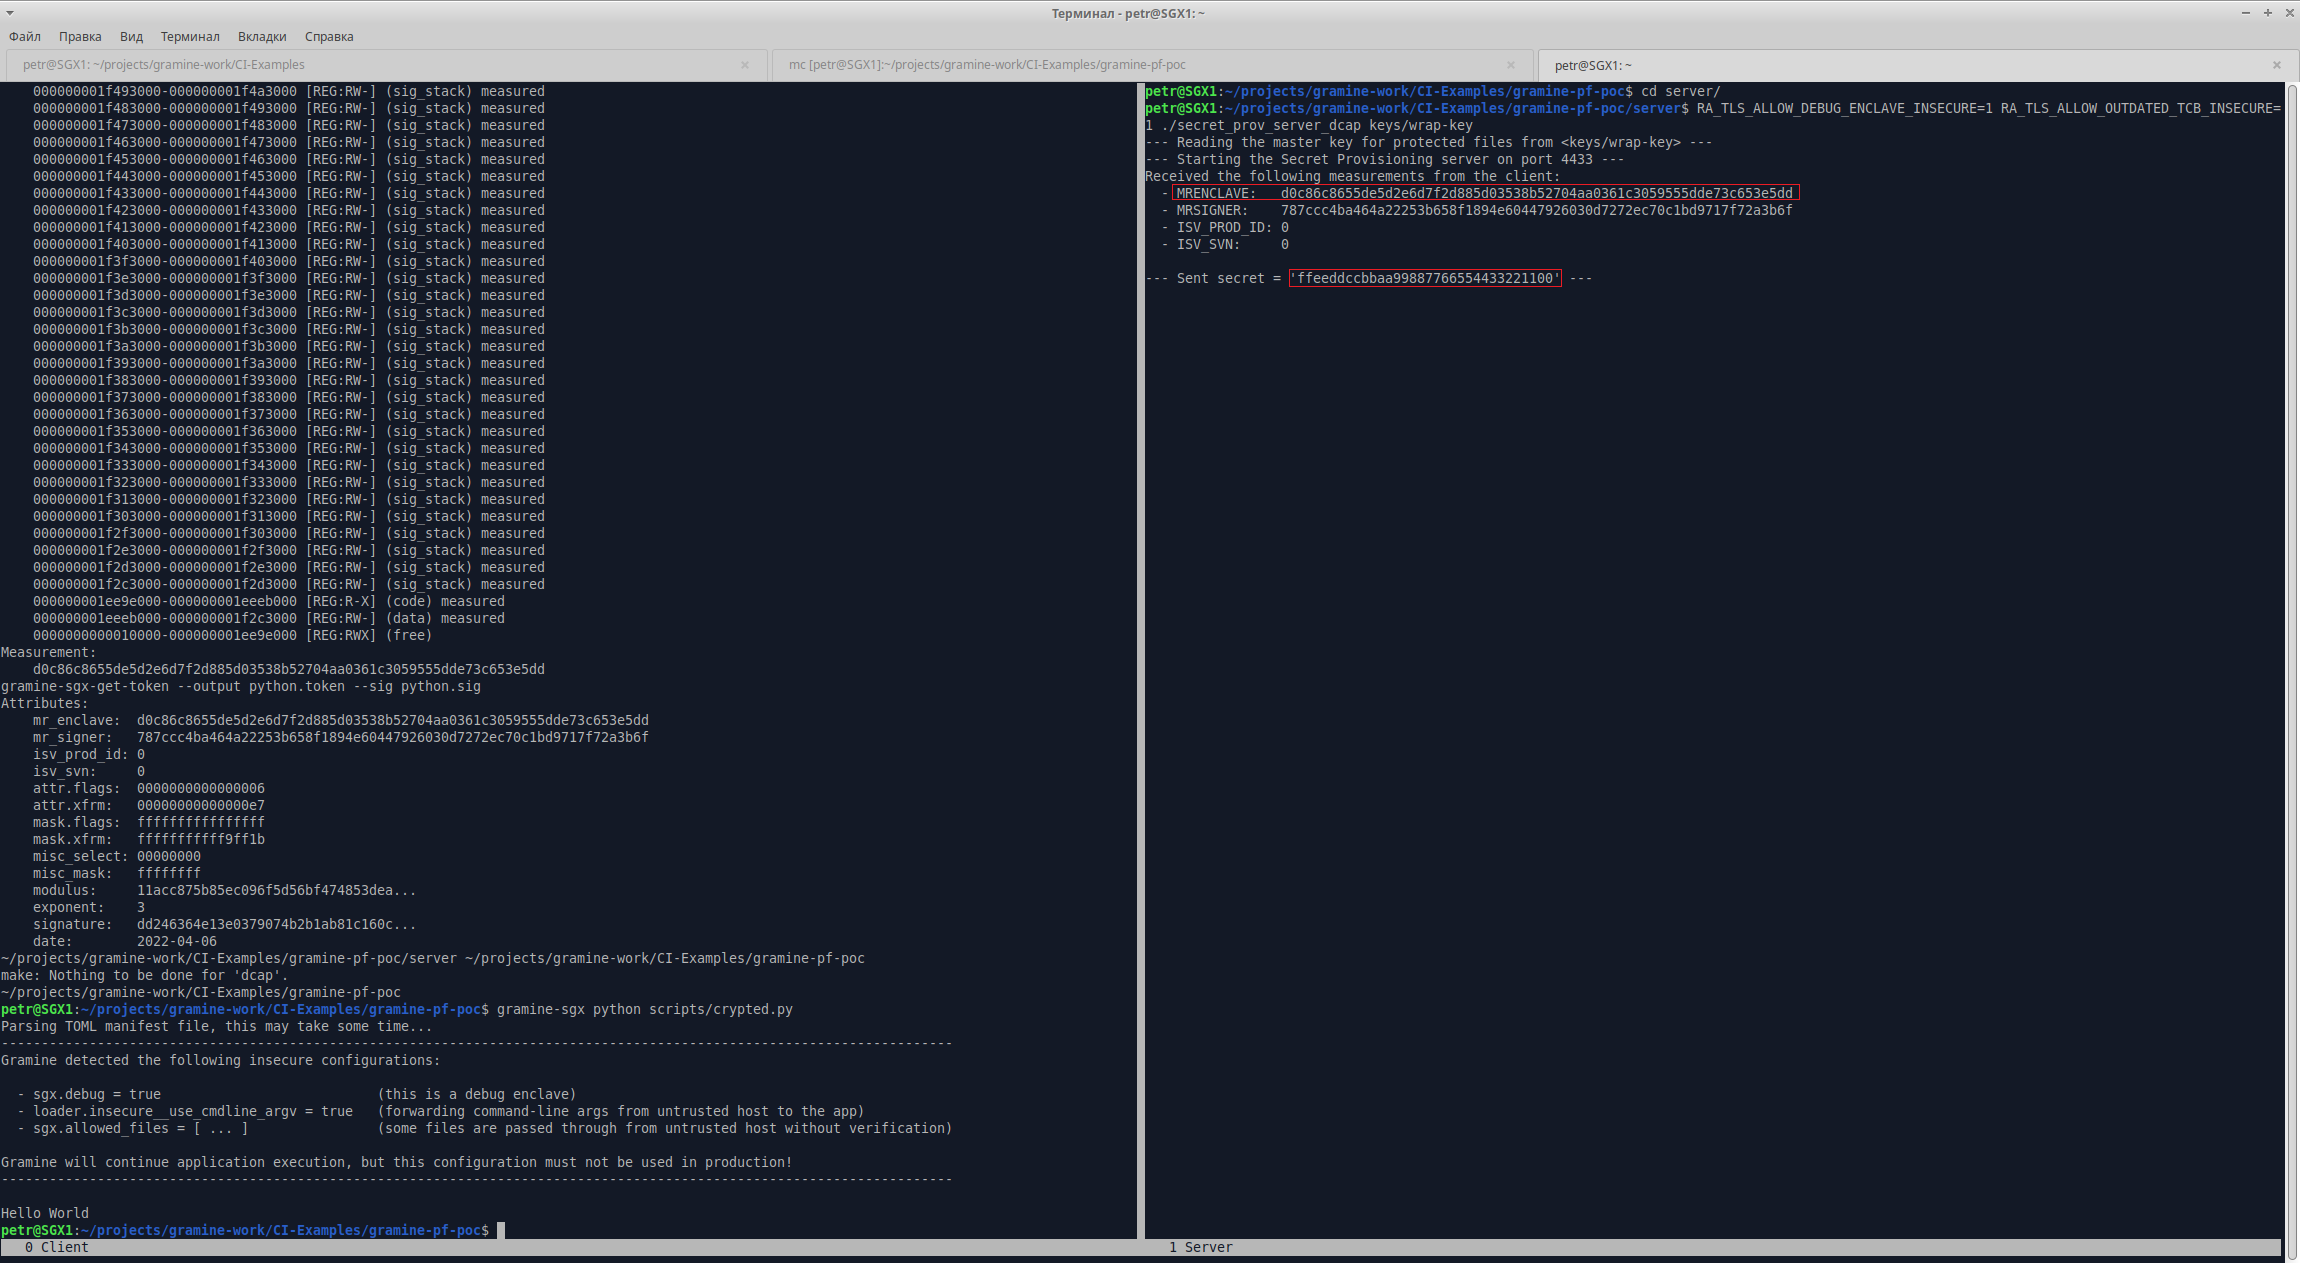 Терминал - petr@SGX1: ~
Файл Правка Вид Терминал Вкладки Справка
petr@SGX1: ~/projects/gramine-work/CI-Examples
mc [petr@SGX1]:~/projects/gramine-work/CI-Examples/gramine-pf-poc
petr@SGX1: ~
000000001f493000-000000001f4a3000 [REG:RW-] (sig_stack) measured
000000001f483000-000000001f493000 [REG:RW-] (sig_stack) measured
000000001f473000-000000001f483000 [REG:RW-] (sig_stack) measured
000000001f463000-000000001f473000 [REG:RW-] (sig_stack) measured
000000001f453000-000000001f463000 [REG:RW-] (sig_stack) measured
000000001f443000-000000001f453000 [REG:RW-] (sig_stack) measured
000000001f433000-000000001f443000 [REG:RW-] (sig_stack) measured
000000001f423000-000000001f433000 [REG:RW-] (sig_stack) measured
000000001f413000-000000001f423000 [REG:RW-] (sig_stack) measured
000000001f403000-000000001f413000 [REG:RW-] (sig_stack) measured
000000001f3f3000-000000001f403000 [REG:RW-] (sig_stack) measured
000000001f3e3000-000000001f3f3000 [REG:RW-] (sig_stack) measured
000000001f3d3000-000000001f3e3000 [REG:RW-] (sig_stack) measured
000000001f3c3000-000000001f3d3000 [REG:RW-] (sig_stack) measured
000000001f3b3000-000000001f3c3000 [REG:RW-] (sig_stack) measured
000000001f3a3000-000000001f3b3000 [REG:RW-] (sig_stack) measured
000000001f393000-000000001f3a3000 [REG:RW-] (sig_stack) measured
000000001f383000-000000001f393000 [REG:RW-] (sig_stack) measured
000000001f373000-000000001f383000 [REG:RW-] (sig_stack) measured
000000001f363000-000000001f373000 [REG:RW-] (sig_stack) measured
000000001f353000-000000001f363000 [REG:RW-] (sig_stack) measured
000000001f343000-000000001f353000 [REG:RW-] (sig_stack) measured
000000001f333000-000000001f343000 [REG:RW-] (sig_stack) measured
000000001f323000-000000001f333000 [REG:RW-] (sig_stack) measured
000000001f313000-000000001f323000 [REG:RW-] (sig_stack) measured
000000001f303000-000000001f313000 [REG:RW-] (sig_stack) measured
000000001f2f3000-000000001f303000 [REG:RW-] (sig_stack) measured
000000001f2e3000-000000001f2f3000 [REG:RW-] (sig_stack) measured
000000001f2d3000-000000001f2e3000 [REG:RW-] (sig_stack) measured
000000001f2c3000-000000001f2d3000 [REG:RW-] (sig_stack) measured
000000001ee9e000-000000001eeeb000 [REG:R-X] (code) measured
000000001eeeb000-000000001f2c3000 [REG:RW-] (data) measured
0000000000010000-000000001ee9e000 [REG:RWX] (free)
Measurement:
d0c86c8655de5d2e6d7f2d885d03538b52704aa0361c3059555dde73c653e5dd
gramine-sgx-get-token --output python.token --sig python.sig
Attributes:
mr_enclave: d0c86c8655de5d2e6d7f2d885d03538b52704aa0361c3059555dde73c653e5dd
mr_signer: 787ccc4ba464a22253b658f1894e60447926030d7272ec70c1bd9717f72a3b6f
isv_prod_id: 0
isv_svn: 0
attr.flags: 0000000000000006
attr.xfrm: 00000000000000e7
mask.flags: ffffffffffffffff
mask.xfrm: fffffffffff9ff1b
misc_select: 00000000
misc_mask: ffffffff
modulus: 11acc875b85ec096f5d56bf474853dea...
exponent: 3
signature: dd246364e13e0379074b2b1ab81c160c...
date: 2022-04-06
~/projects/gramine-work/CI-Examples/gramine-pf-poc/server ~/projects/gramine-work/CI-Examples/gramine-pf-poc
make: Nothing to be done for 'dcap'.
~/projects/gramine-work/CI-Examples/gramine-pf-poc
petr@SGX1:~/projects/gramine-work/CI-Examples/gramine-pf-poc$ gramine-sgx python scripts/crypted.py
Parsing TOML manifest file, this may take some time...
-----------------------------------------------------------------------------------------------------------------------
Gramine detected the following insecure configurations:
- sgx.debug = true (this is a debug enclave)
- loader.insecure__use_cmdline_argv = true (forwarding command-line args from untrusted host to the app)
- sgx.allowed_files = [ ... ] (some files are passed through from untrusted host without verification)
Gramine will continue application execution, but this configuration must not be used in production!
-----------------------------------------------------------------------------------------------------------------------
Hello World
petr@SGX1:~/projects/gramine-work/CI-Examples/gramine-pf-poc$
0 Client
petr@SGX1:~/projects/gramine-work/CI-Examples/gramine-pf-poc$ cd server/
petr@SGX1:~/projects/gramine-work/CI-Examples/gramine-pf-poc/server$ RA_TLS_ALLOW_DEBUG_ENCLAVE_INSECURE=1 RA_TLS_ALLOW_OUTDATED_TCB_INSECURE=
1 ./secret_prov_server_dcap keys/wrap-key
--- Reading the master key for protected files from <keys/wrap-key> ---
--- Starting the Secret Provisioning server on port 4433 ---
Received the following measurements from the client:
- MRENCLAVE: d0c86c8655de5d2e6d7f2d885d03538b52704aa0361c3059555dde73c653e5dd
- MRSIGNER: 787ccc4ba464a22253b658f1894e60447926030d7272ec70c1bd9717f72a3b6f
- ISV_PROD_ID: 0
- ISV_SVN: 0
--- Sent secret = 'ffeeddccbbaa99887766554433221100' ---
1 Server